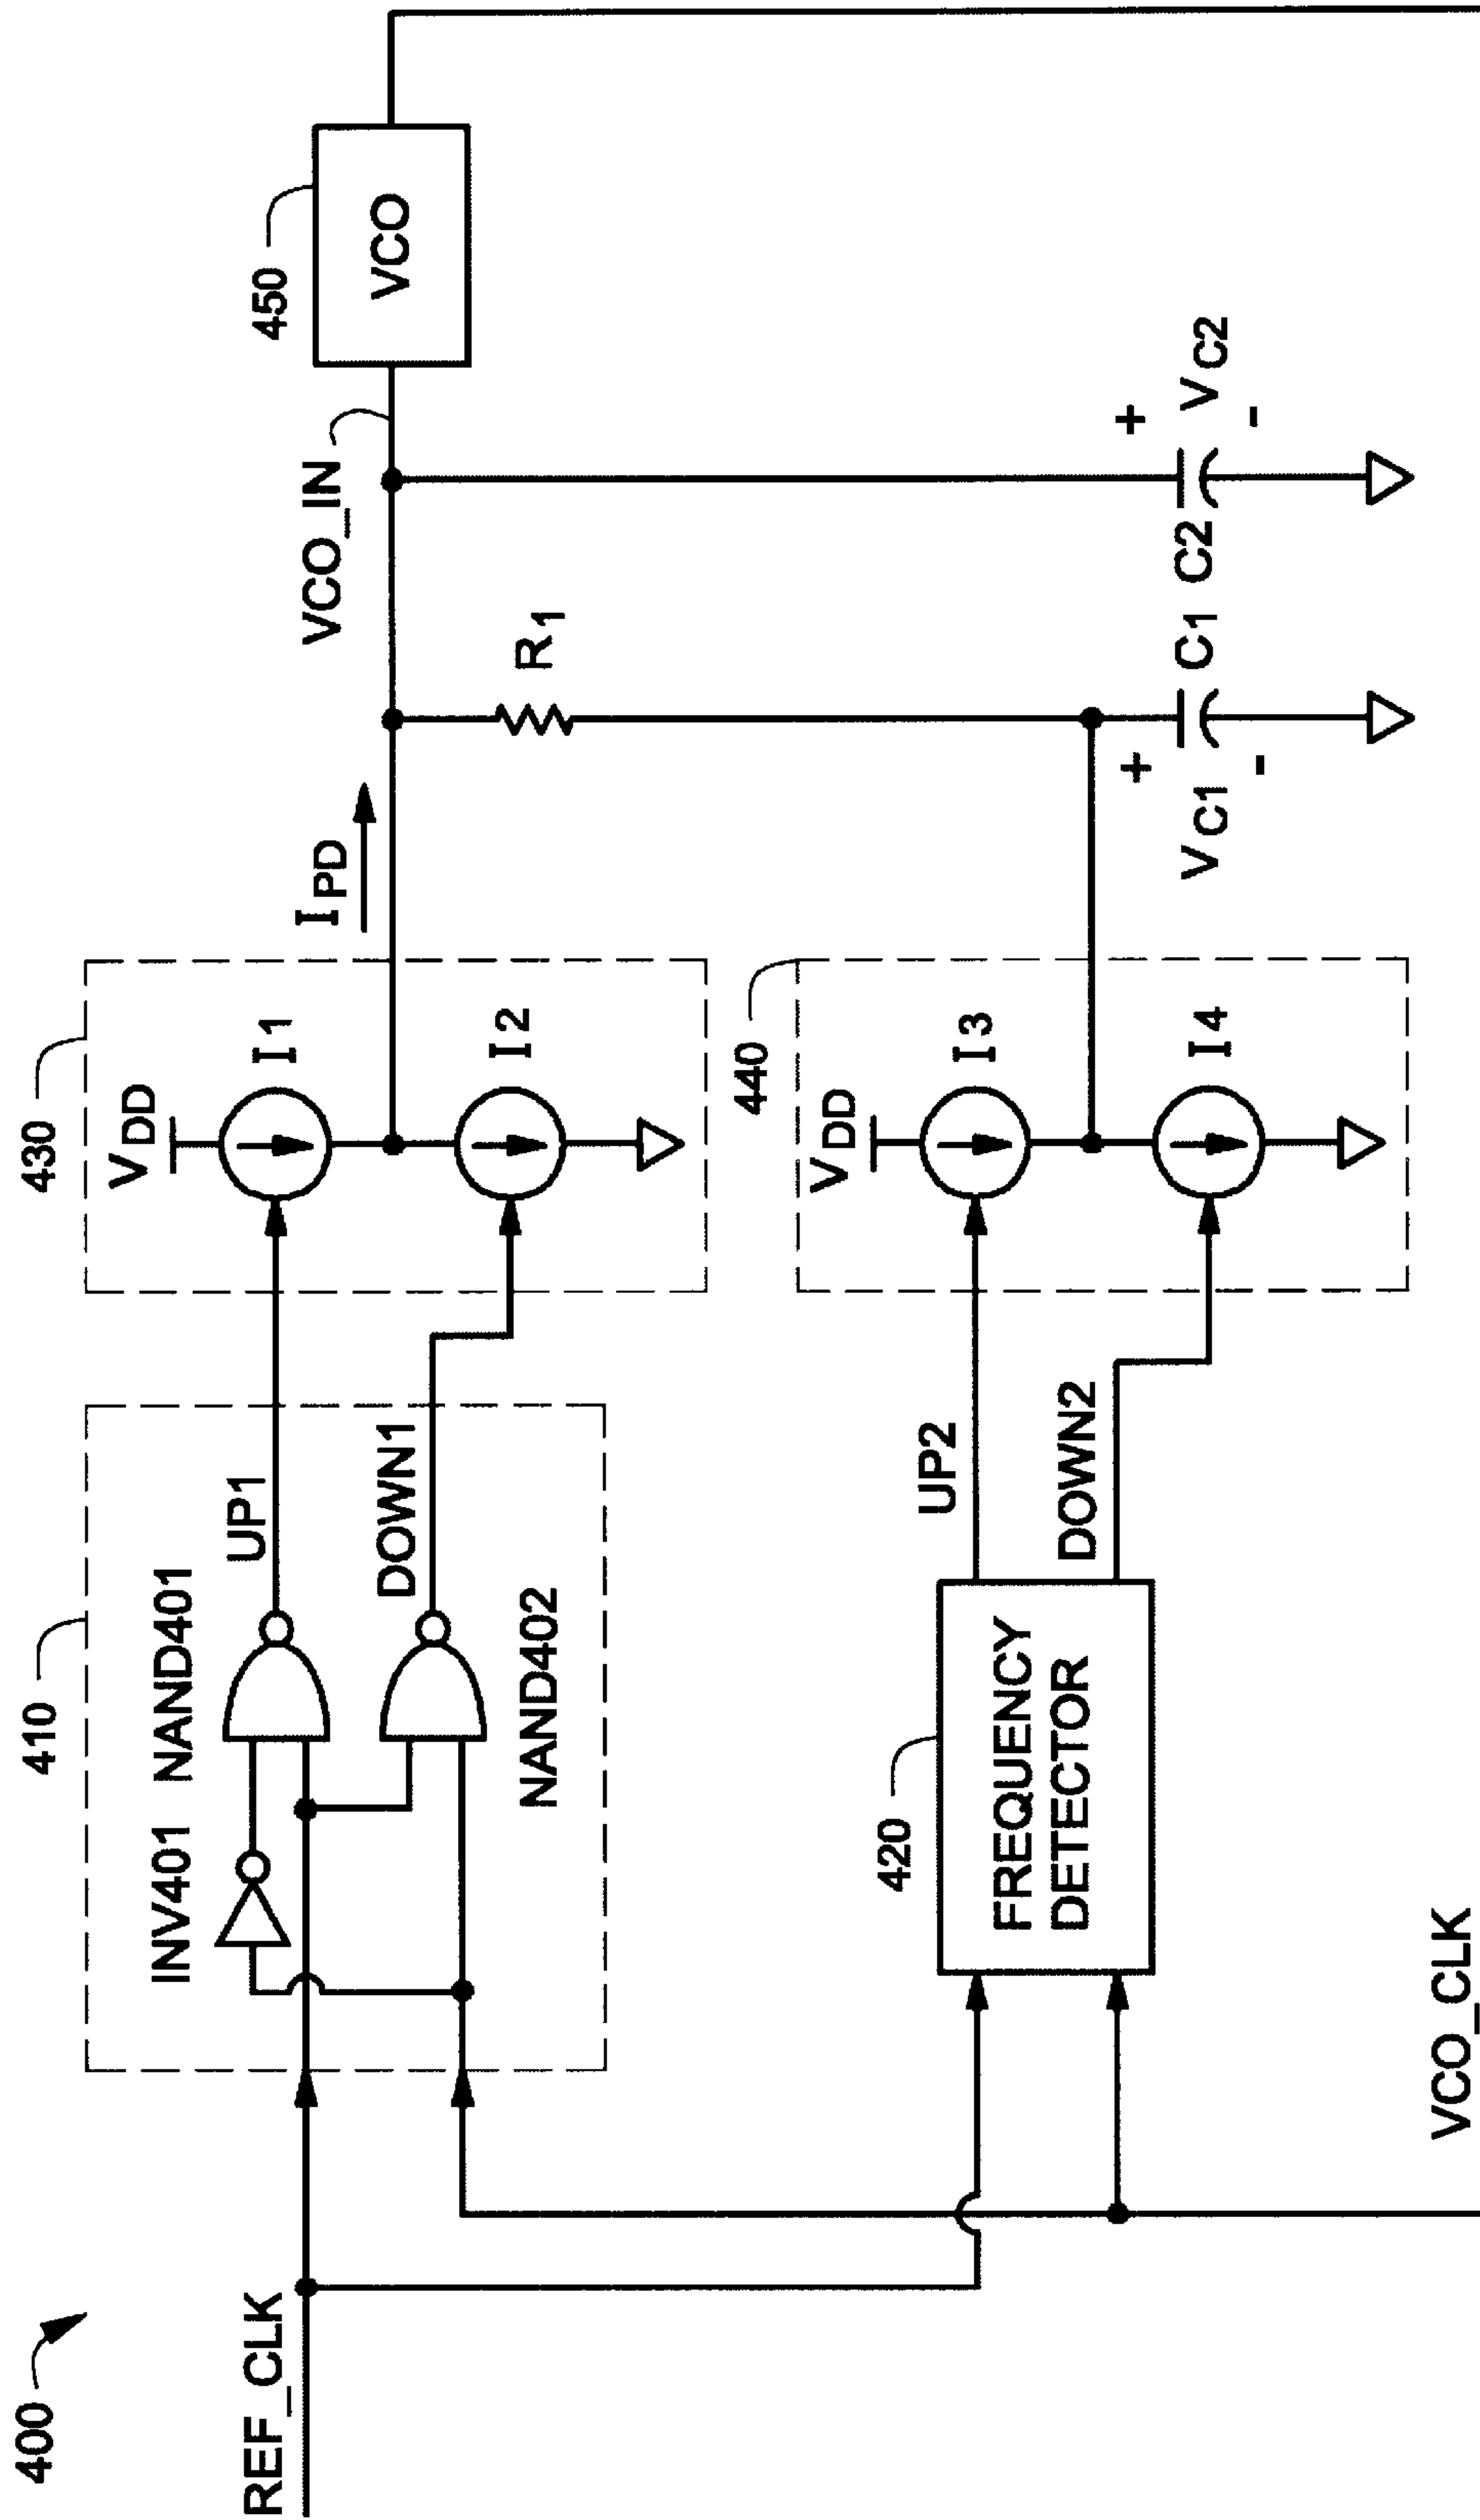 400
REF_CLK
410
INV401 NAND401
UP1
DOWN1
NAND402
430
VDD
I1
I2
IPD
VCO_IN
450
VCO
R1
420
FREQUENCY
DETECTOR
UP2
DOWN2
440
VDD
I3
I4
VC1
+
-
C1
C2
+
VC2
-
VCO_CLK